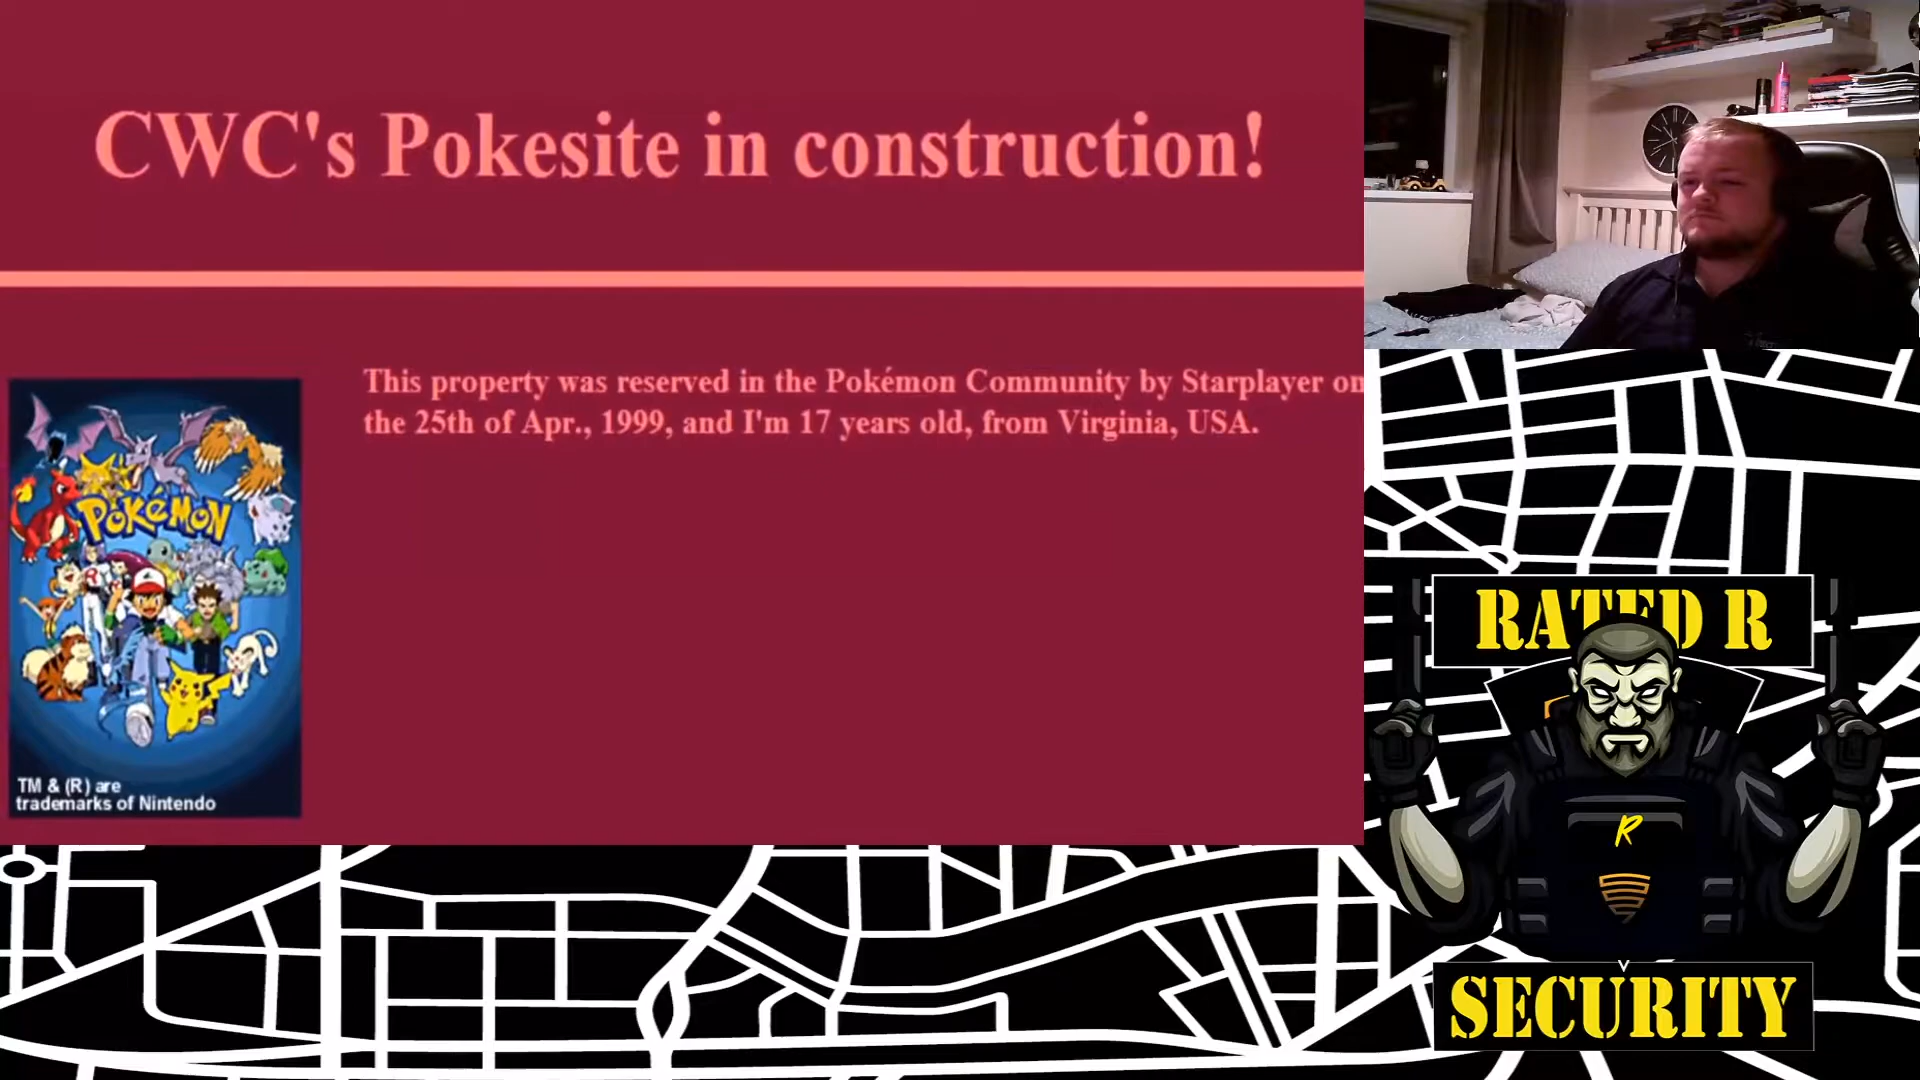 CWC's Pokesite in construction!
This property was reserved in the Pokémon Community by Starplayer on
the 25th of Apr., 1999, and I'm 17 years old, from Virginia, USA.
POKéMON
TM & (R) are
trademarks of Nintendo
RATED R
R
SECURITY